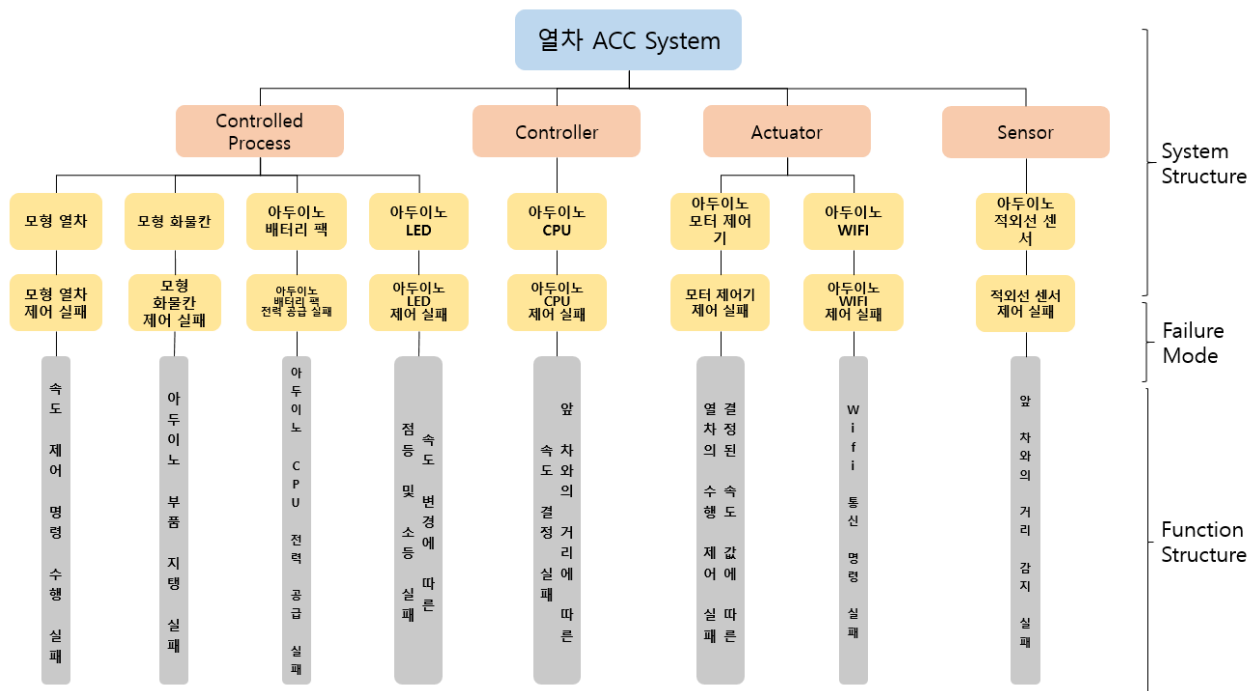 열차 ACC System
Controlled
Process
Controller
Actuator
Sensor
System
Structure
모형 열차
모형 화물칸
아두이노
배터리 팩
아두이노
LED
아두이노
CPU
아두이노
모터 제어
기
아두이노
WIFI
아두이노
적외선 센
서
모형 열차
제어 실패
모형
화물칸
제어 실패
아두이노
배터리 팩
전력 공급 실패
아두이노
LED
제어 실패
아두이노
CPU
제어 실패
모터 제어기
제어 실패
아두이노
WIFI
제어 실패
적외선 센서
제어 실패
Failure
Mode
속도 제어 명령 수행 실패
아두이노 부품 지탱 실패
아두이노 CPU 전력 공급 실패
속도 변경에 따른
점등 및 소등 실패
앞 차와의 거리에 따른
속도 결정 실패
결정된 속도 값에 따른
열차의 수행 제어 실패
Wifi 통신 명령 실패
앞 차와의 거리 감지 실패
Function
Structure